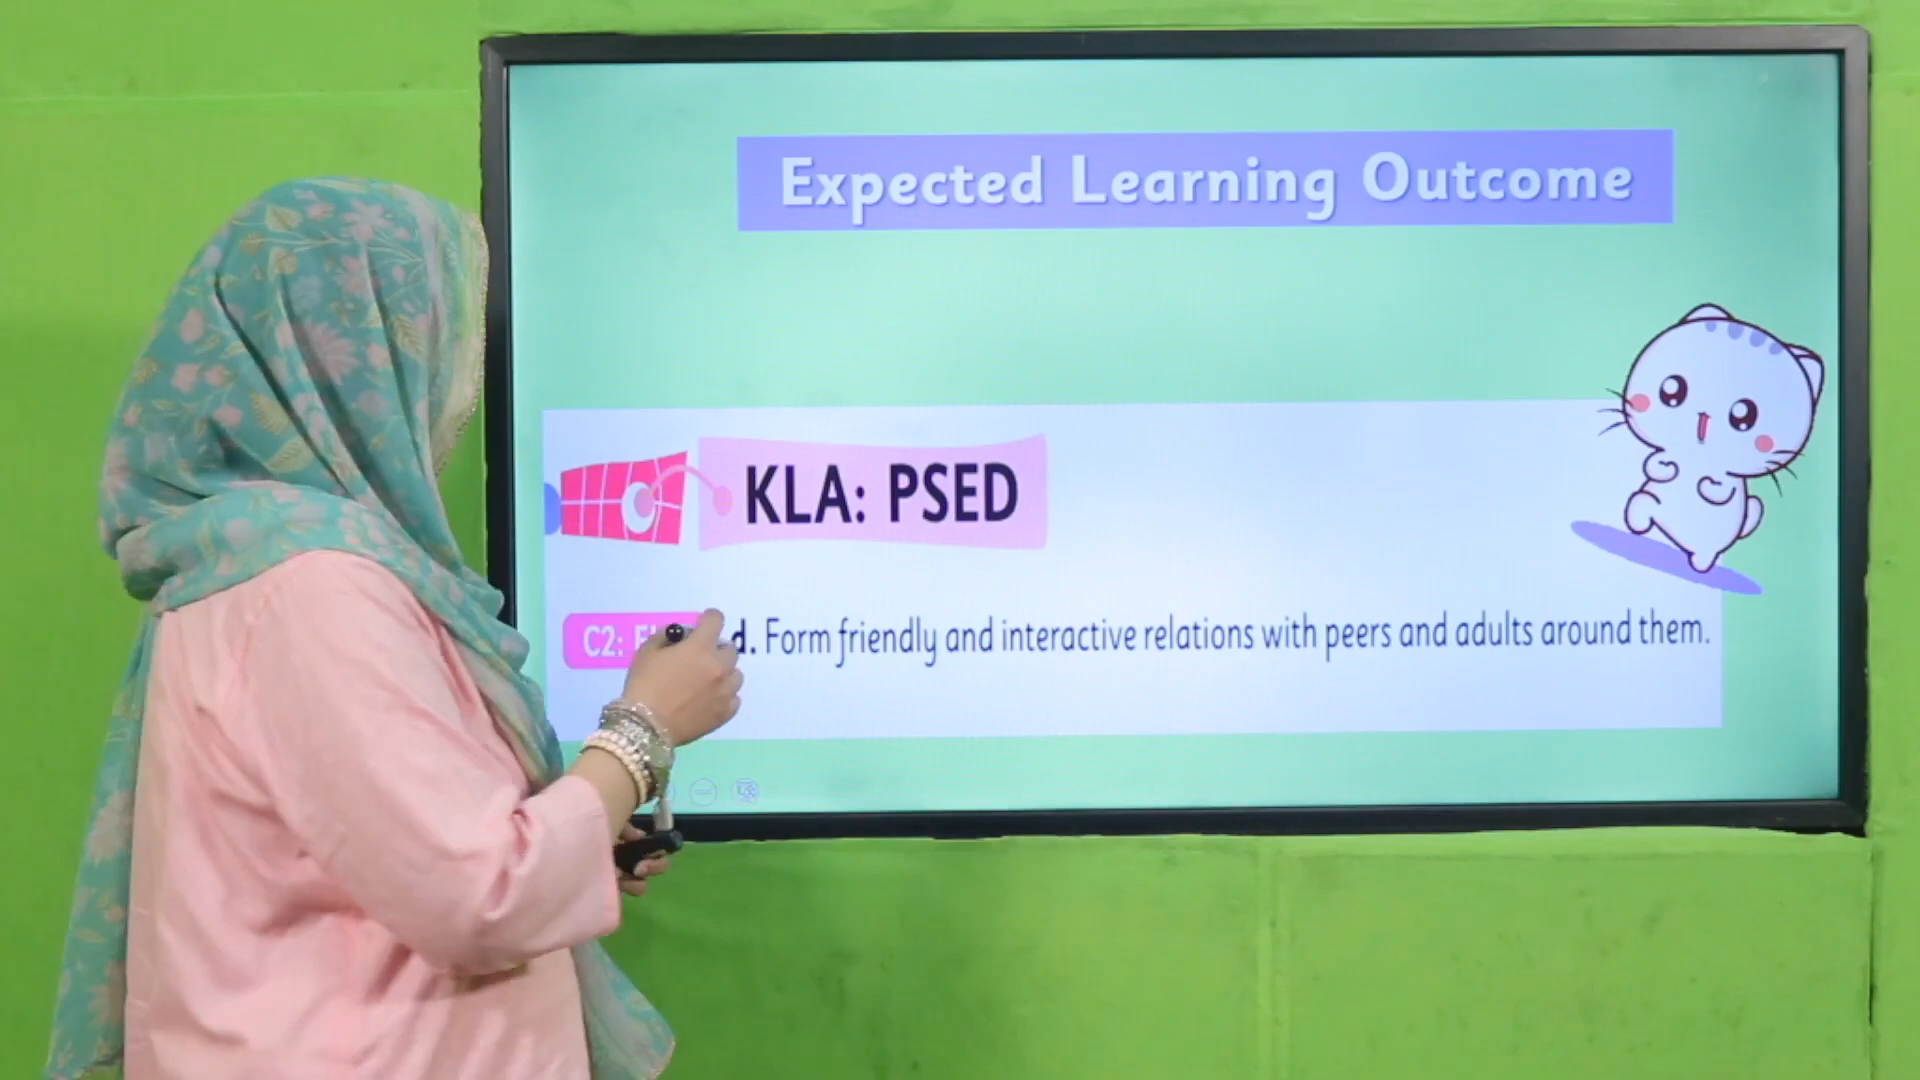 Expected Learning Outcome
KLA: PSED
C2: d. Form friendly and interactive relations with peers and adults around them.